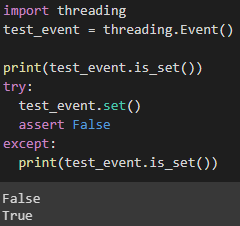 import threading
test_event = threading.Event()
print(test_event.is_set())
try:
  test_event.set()
  assert False
except:
  print(test_event.is_set())
False
True